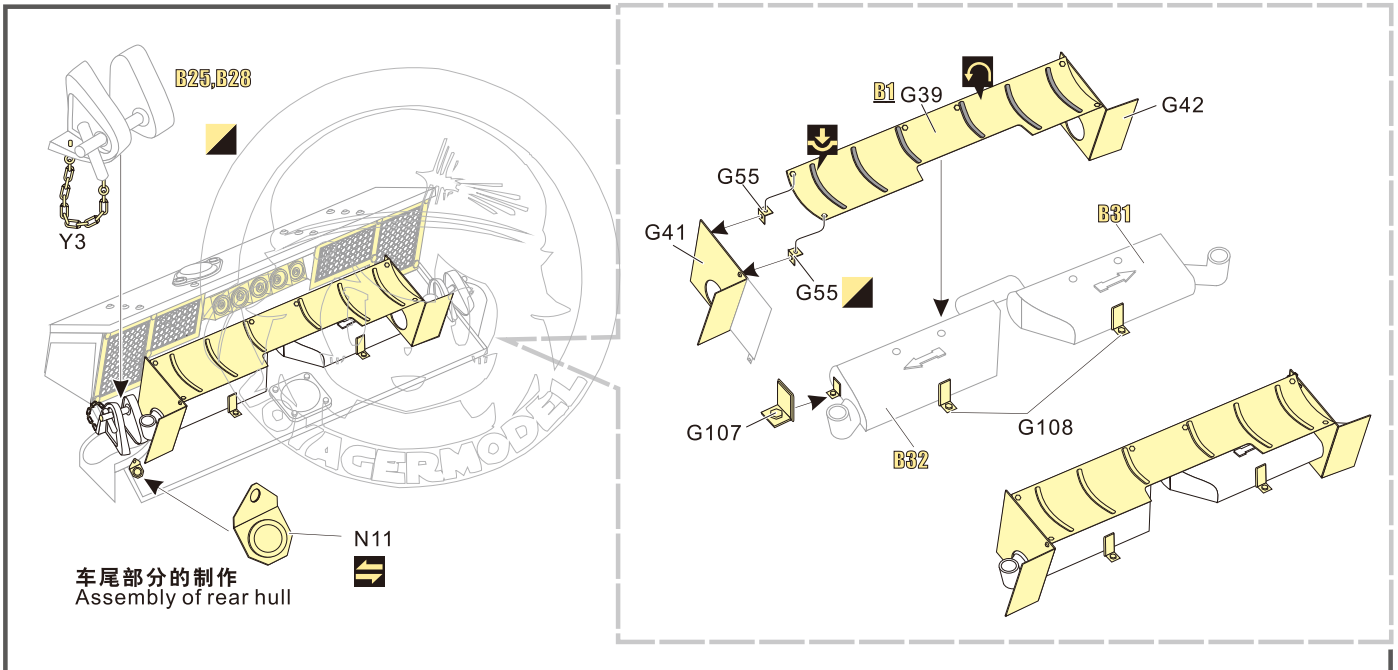 B25,B28
Y3
N11
车尾部分的制作
Assembly of rear hull
VOYAGERMODEL
B1 G39
G42
G55
G41
G55
B31
G107
G108
B32